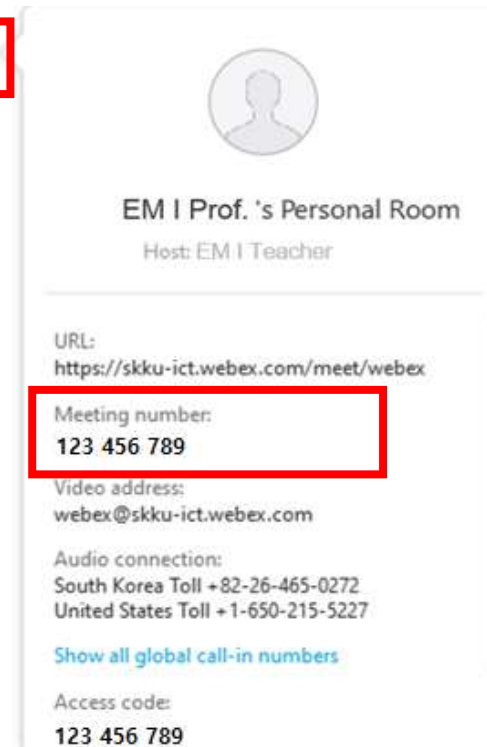 EM I Prof. 's Personal Room
Host: EM I Teacher
URL:
https://skku-ict.webex.com/meet/webex
Meeting number:
123 456 789
Video address:
webex@skku-ict.webex.com
Audio connection:
South Korea Toll +82-26-465-0272
United States Toll +1-650-215-5227
Show all global call-in numbers
Access code:
123 456 789